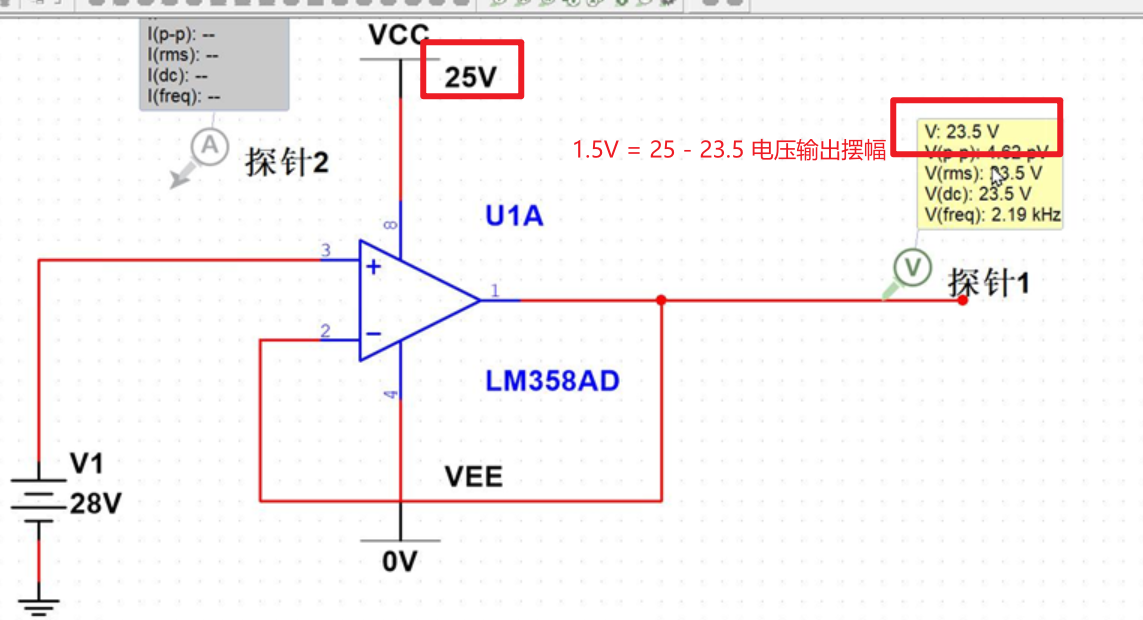 I(p-p): --
I(rms): --
I(dc): --
I(freq): --
A
探针2
VCC
25V
1.5V = 25 - 23.5 电压输出摆幅
V: 23.5 V
V(p-p): 4.62 pV
V(rms): 23.5 V
V(dc): 23.5 V
V(freq): 2.19 kHz
V
探针1
U1A
8
3
+
1
2
−
4
LM358AD
V1
28V
VEE
0V